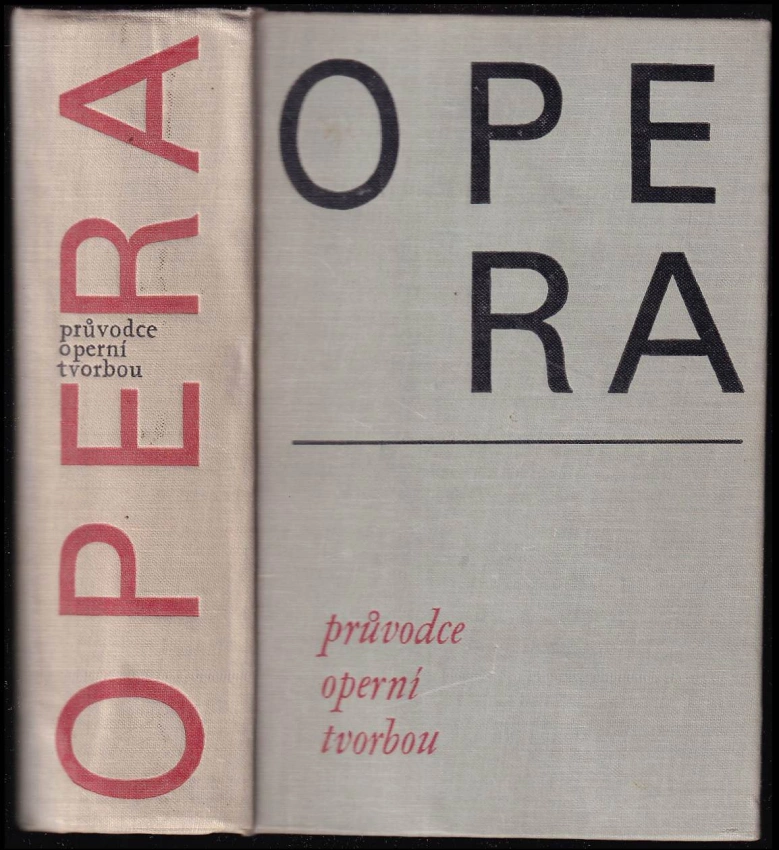 OPERA
průvodce
operní
tvorbou
OPE
RA
průvodce
operní
tvorbou